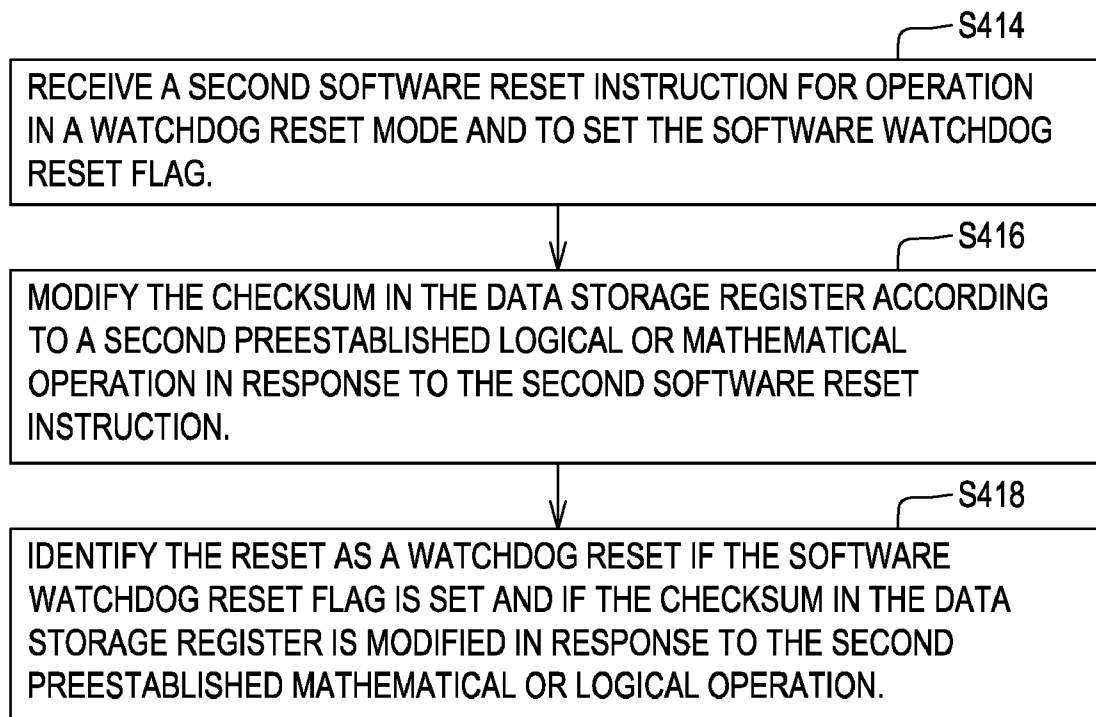 S414
RECEIVE A SECOND SOFTWARE RESET INSTRUCTION FOR OPERATION
IN A WATCHDOG RESET MODE AND TO SET THE SOFTWARE WATCHDOG
RESET FLAG.
S416
MODIFY THE CHECKSUM IN THE DATA STORAGE REGISTER ACCORDING
TO A SECOND PREESTABLISHED LOGICAL OR MATHEMATICAL
OPERATION IN RESPONSE TO THE SECOND SOFTWARE RESET
INSTRUCTION.
S418
IDENTIFY THE RESET AS A WATCHDOG RESET IF THE SOFTWARE
WATCHDOG RESET FLAG IS SET AND IF THE CHECKSUM IN THE DATA
STORAGE REGISTER IS MODIFIED IN RESPONSE TO THE SECOND
PREESTABLISHED MATHEMATICAL OR LOGICAL OPERATION.